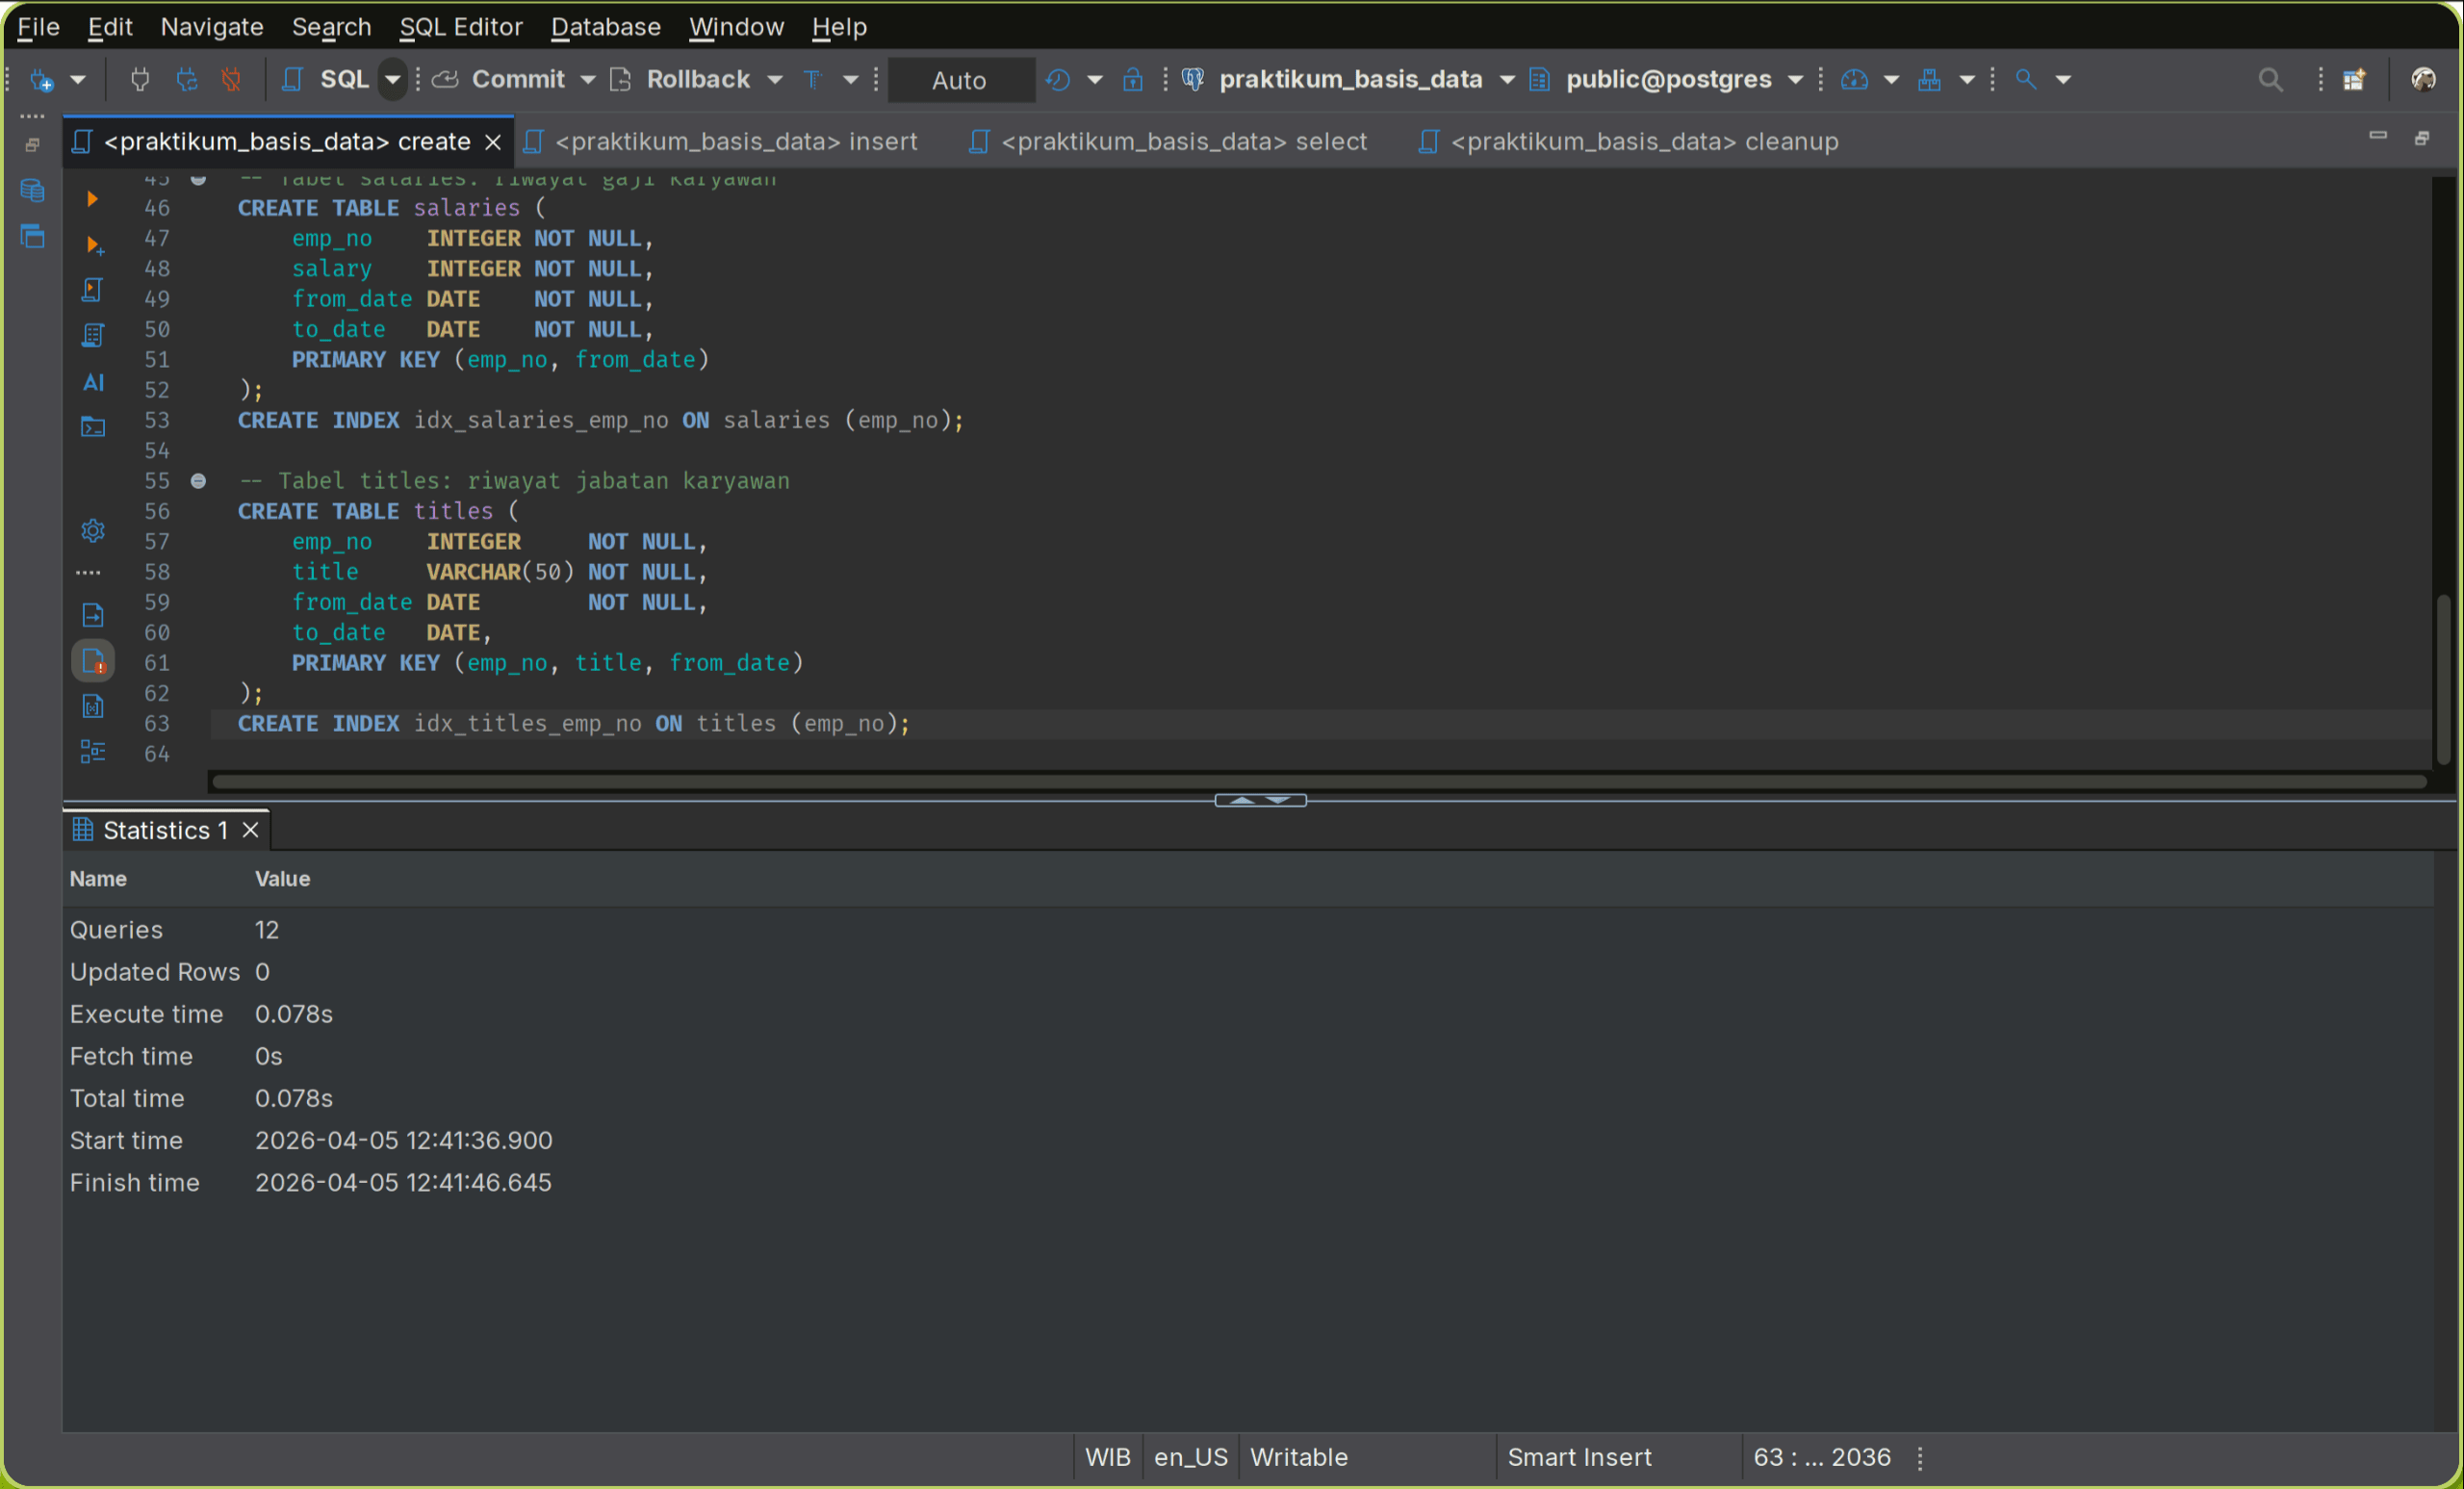 File Edit Navigate Search SQL Editor Database Window Help
SQL Commit Rollback T Auto praktikum_basis_data public@postgres
<praktikum_basis_data> create <praktikum_basis_data> insert <praktikum_basis_data> select <praktikum_basis_data> cleanup
45 -- Tabel salaries: riwayat gaji karyawan
46 CREATE TABLE salaries (
47 emp_no INTEGER NOT NULL,
48 salary INTEGER NOT NULL,
49 from_date DATE NOT NULL,
50 to_date DATE NOT NULL,
51 PRIMARY KEY (emp_no, from_date)
52 );
53 CREATE INDEX idx_salaries_emp_no ON salaries (emp_no);
54
55 -- Tabel titles: riwayat jabatan karyawan
56 CREATE TABLE titles (
57 emp_no INTEGER NOT NULL,
58 title VARCHAR(50) NOT NULL,
59 from_date DATE NOT NULL,
60 to_date DATE,
61 PRIMARY KEY (emp_no, title, from_date)
62 );
63 CREATE INDEX idx_titles_emp_no ON titles (emp_no);
64
AI
Statistics 1
Name Value
Queries 12
Updated Rows 0
Execute time 0.078s
Fetch time 0s
Total time 0.078s
Start time 2026-04-05 12:41:36.900
Finish time 2026-04-05 12:41:46.645
WIB en_US Writable Smart Insert 63 : ... 2036